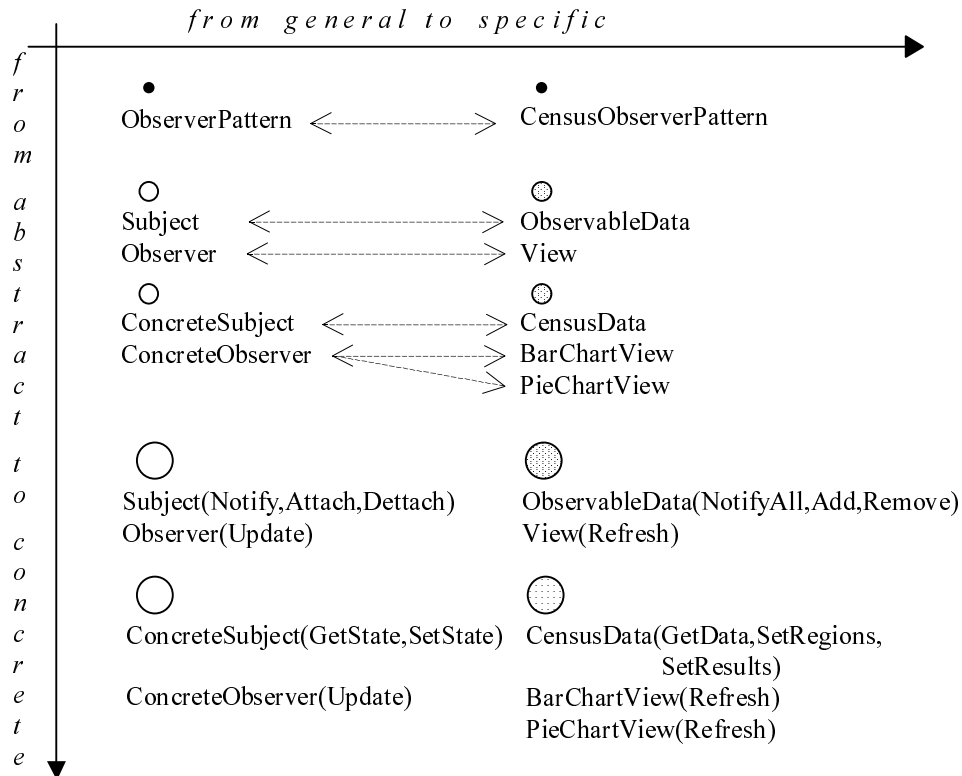 from general to specific
from abstract to concrete
ObserverPattern
CensusObserverPattern
Subject
ObservableData
Observer
View
ConcreteSubject
CensusData
ConcreteObserver
BarChartView
PieChartView
Subject(Notify,Attach,Dettach)
ObservableData(NotifyAll,Add,Remove)
Observer(Update)
View(Refresh)
ConcreteSubject(GetState,SetState)
CensusData(GetData,SetRegions,
SetResults)
ConcreteObserver(Update)
BarChartView(Refresh)
PieChartView(Refresh)